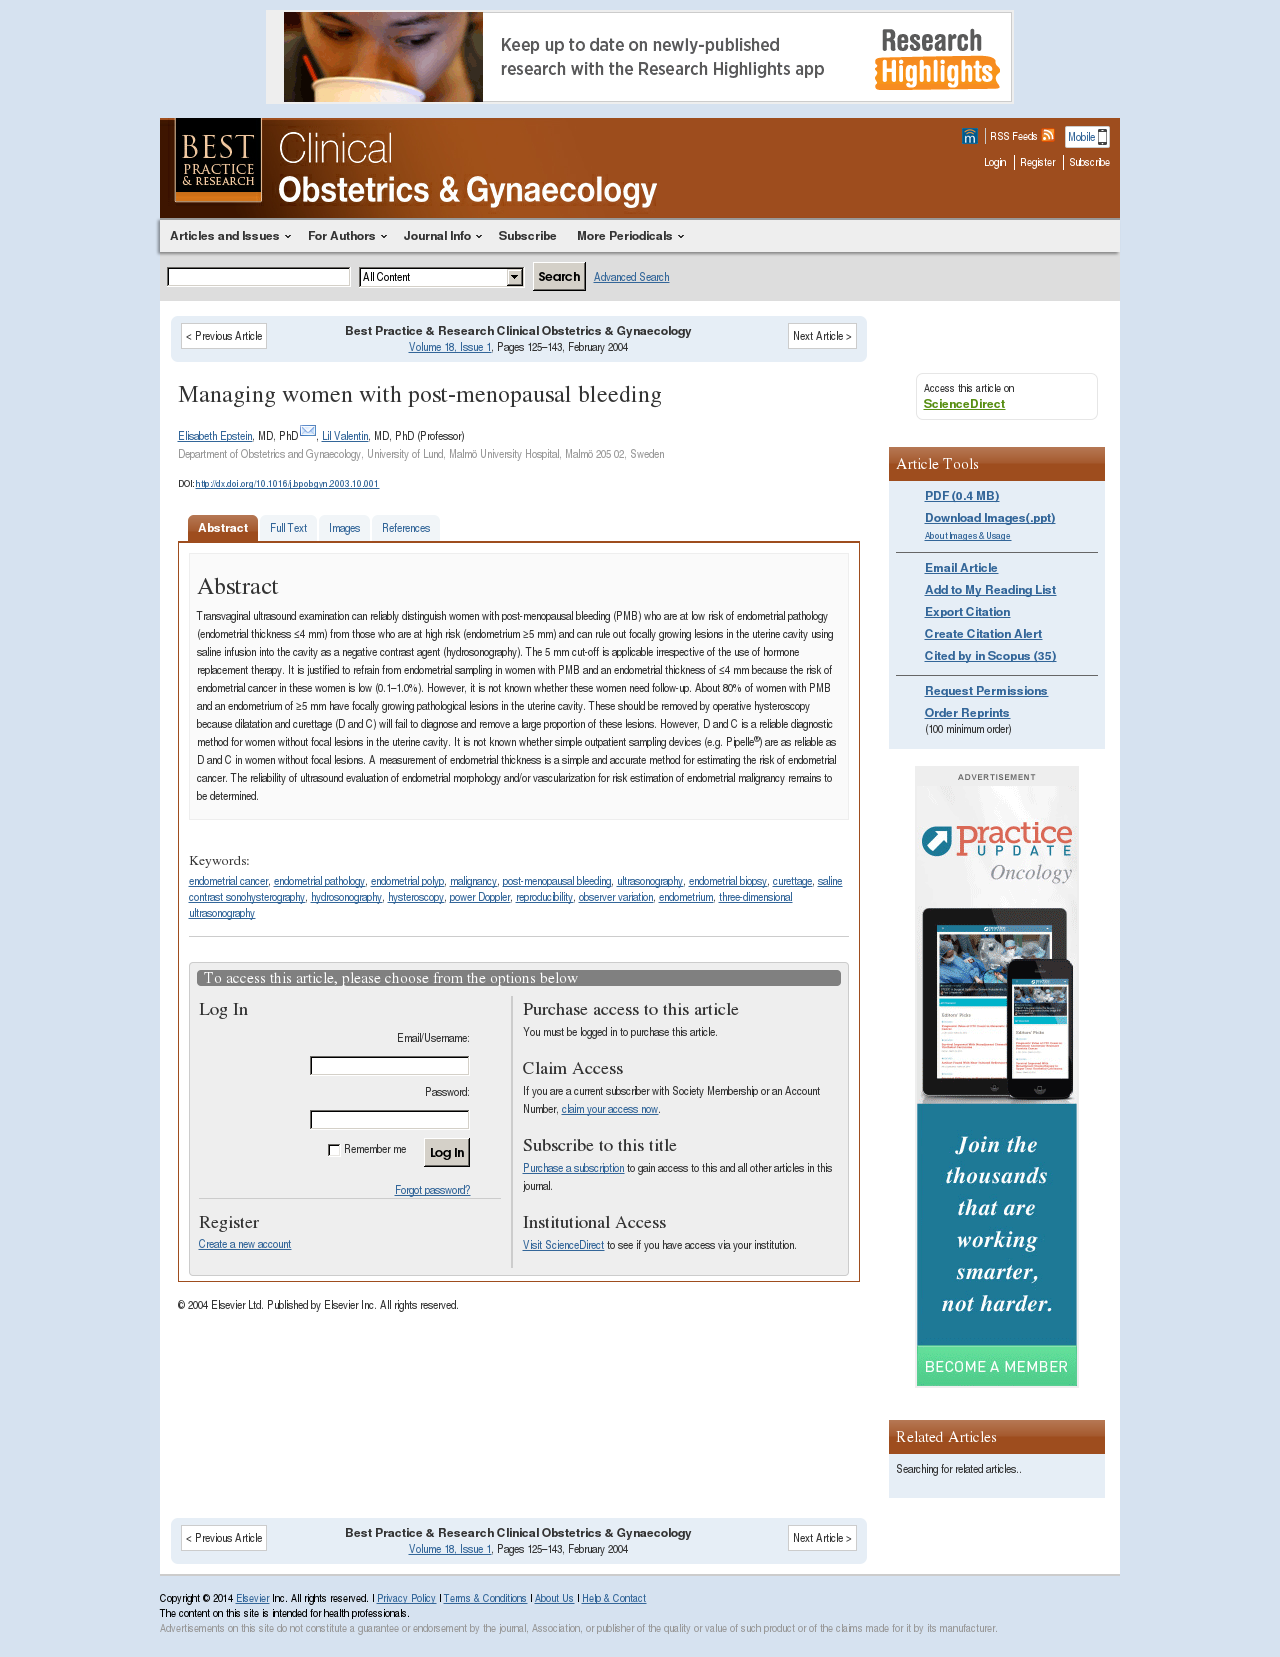 Keep up to date on newly-published
research with the Research Highlights app
Research
Highlights
BEST
PRACTICE
& RESEARCH
Clinical
Obstetrics & Gynaecology
m
RSS Feeds
Mobile
Login
Register
Subscribe
Articles and Issues
For Authors
Journal Info
Subscribe
More Periodicals
All Content
Search
Advanced Search
< Previous Article
Best Practice & Research Clinical Obstetrics & Gynaecology
Volume 18, Issue 1, Pages 125–143, February 2004
Next Article >
Managing women with post-menopausal bleeding
Elisabeth Epstein, MD, PhD, Lil Valentin, MD, PhD (Professor)
Department of Obstetrics and Gynaecology, University of Lund, Malmö University Hospital, Malmö 205 02, Sweden
DOI: http://dx.doi.org/10.1016/j.bpobgyn.2003.10.001
Abstract
Full Text
Images
References
Abstract
Transvaginal ultrasound examination can reliably distinguish women with post-menopausal bleeding (PMB) who are at low risk of endometrial pathology
(endometrial thickness ≤4 mm) from those who are at high risk (endometrium ≥5 mm) and can rule out focally growing lesions in the uterine cavity using
saline infusion into the cavity as a negative contrast agent (hydrosonography). The 5 mm cut-off is applicable irrespective of the use of hormone
replacement therapy. It is justified to refrain from endometrial sampling in women with PMB and an endometrial thickness of ≤4 mm because the risk of
endometrial cancer in these women is low (0.1–1.0%). However, it is not known whether these women need follow-up. About 80% of women with PMB
and an endometrium of ≥5 mm have focally growing pathological lesions in the uterine cavity. These should be removed by operative hysteroscopy
because dilatation and curettage (D and C) will fail to diagnose and remove a large proportion of these lesions. However, D and C is a reliable diagnostic
method for women without focal lesions in the uterine cavity. It is not known whether simple outpatient sampling devices (e.g. Pipelle®) are as reliable as
D and C in women without focal lesions. A measurement of endometrial thickness is a simple and accurate method for estimating the risk of endometrial
cancer. The reliability of ultrasound evaluation of endometrial morphology and/or vascularization for risk estimation of endometrial malignancy remains to
be determined.
Keywords:
endometrial cancer, endometrial pathology, endometrial polyp, malignancy, post-menopausal bleeding, ultrasonography, endometrial biopsy, curettage, saline
contrast sonohysterography, hydrosonography, hysteroscopy, power Doppler, reproducibility, observer variation, endometrium, three-dimensional
ultrasonography
To access this article, please choose from the options below
Log In
Email/Username:
Password:
Remember me
Log In
Forgot password?
Register
Create a new account
Purchase access to this article
You must be logged in to purchase this article.
Claim Access
If you are a current subscriber with Society Membership or an Account
Number, claim your access now.
Subscribe to this title
Purchase a subscription to gain access to this and all other articles in this
journal.
Institutional Access
Visit ScienceDirect to see if you have access via your institution.
© 2004 Elsevier Ltd. Published by Elsevier Inc. All rights reserved.
Access this article on
ScienceDirect
Article Tools
PDF (0.4 MB)
Download Images(.ppt)
About Images & Usage
Email Article
Add to My Reading List
Export Citation
Create Citation Alert
Cited by in Scopus (35)
Request Permissions
Order Reprints
(100 minimum order)
ADVERTISEMENT
practice
UPDATE
Oncology
Editors' Picks
Editors' Picks
Join the
thousands
that are
working
smarter,
not harder.
BECOME A MEMBER
Related Articles
Searching for related articles..
< Previous Article
Best Practice & Research Clinical Obstetrics & Gynaecology
Volume 18, Issue 1, Pages 125–143, February 2004
Next Article >
Copyright © 2014 Elsevier Inc. All rights reserved. | Privacy Policy | Terms & Conditions | About Us | Help & Contact
The content on this site is intended for health professionals.
Advertisements on this site do not constitute a guarantee or endorsement by the journal, Association, or publisher of the quality or value of such product or of the claims made for it by its manufacturer.